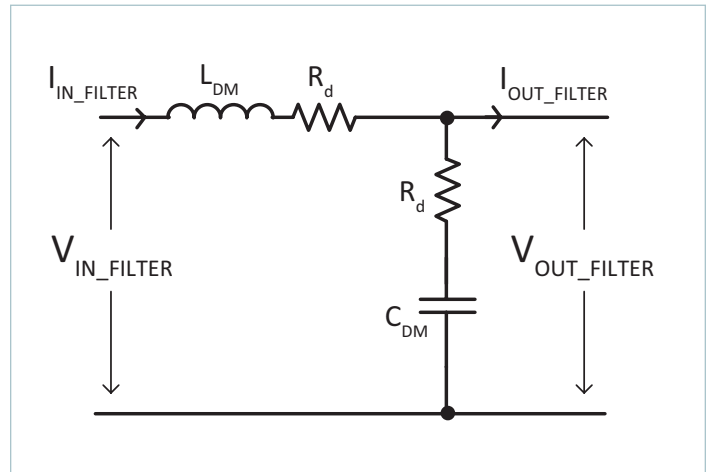 I_IN_FILTER
L_DM
R_d
I_OUT_FILTER
R_d
V_IN_FILTER
V_OUT_FILTER
C_DM